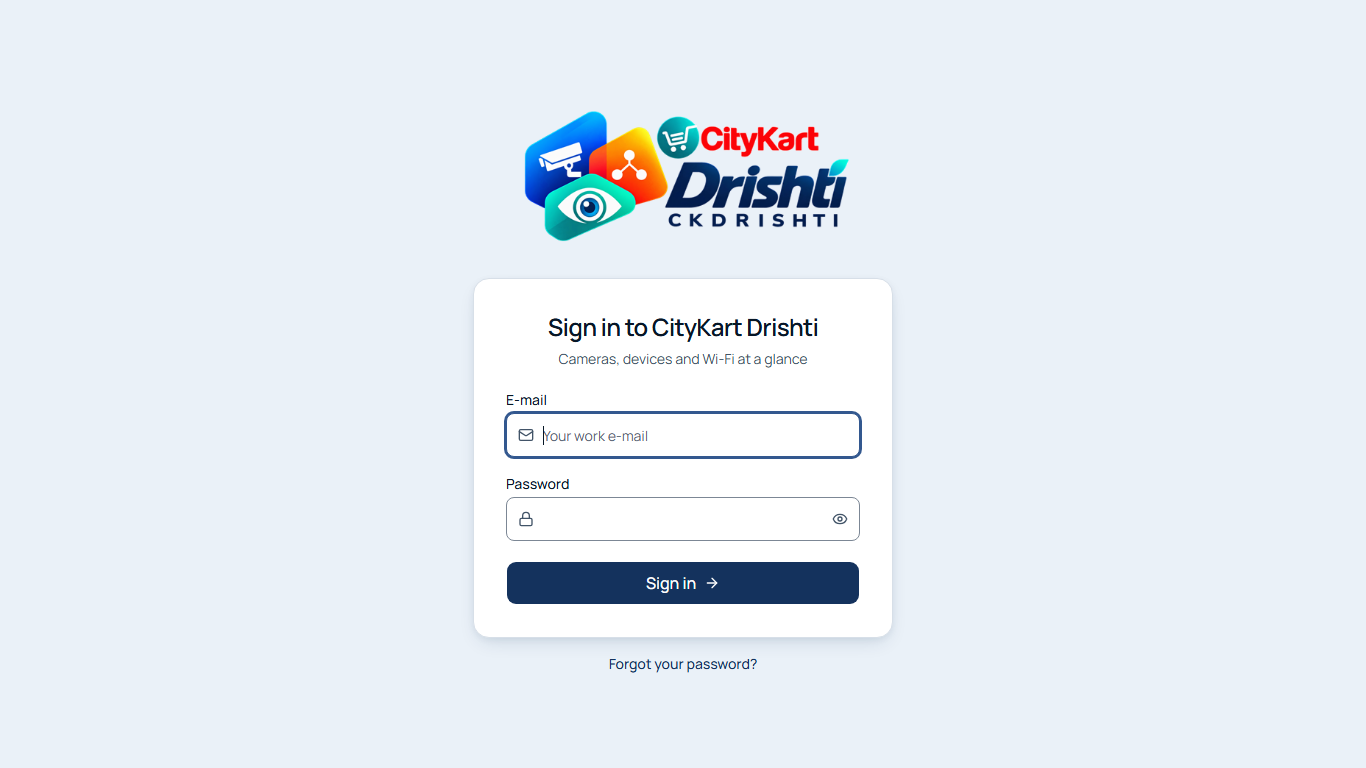 CityKart
Drishti
CKDRISHTI
Sign in to CityKart Drishti
Cameras, devices and Wi-Fi at a glance
E-mail
Your work e-mail
Password
Sign in
Forgot your password?